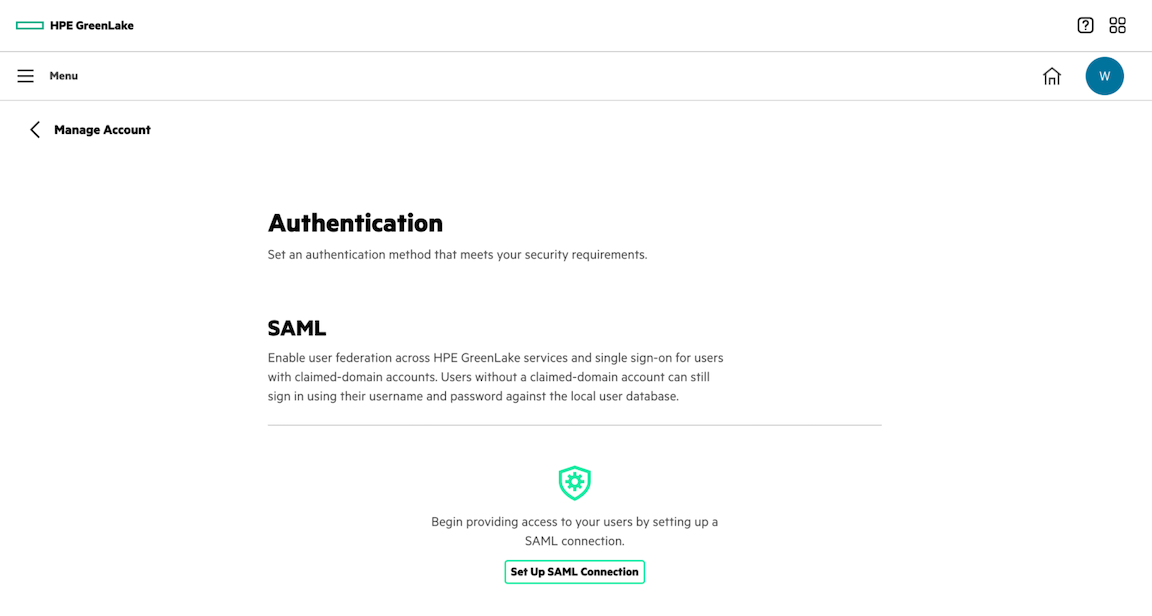 HPE GreenLake
Menu
W
Manage Account
Authentication
Set an authentication method that meets your security requirements.
SAML
Enable user federation across HPE GreenLake services and single sign-on for users
with claimed-domain accounts. Users without a claimed-domain account can still
sign in using their username and password against the local user database.
Begin providing access to your users by setting up a
SAML connection.
Set Up SAML Connection